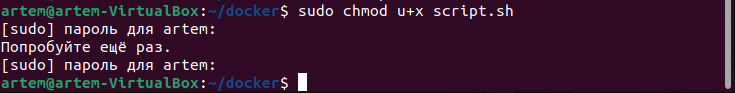 artem@artem-VirtualBox:~/docker$ sudo chmod u+x script.sh
[sudo] пароль для artem:
Попробуйте ещё раз.
[sudo] пароль для artem:
artem@artem-VirtualBox:~/docker$